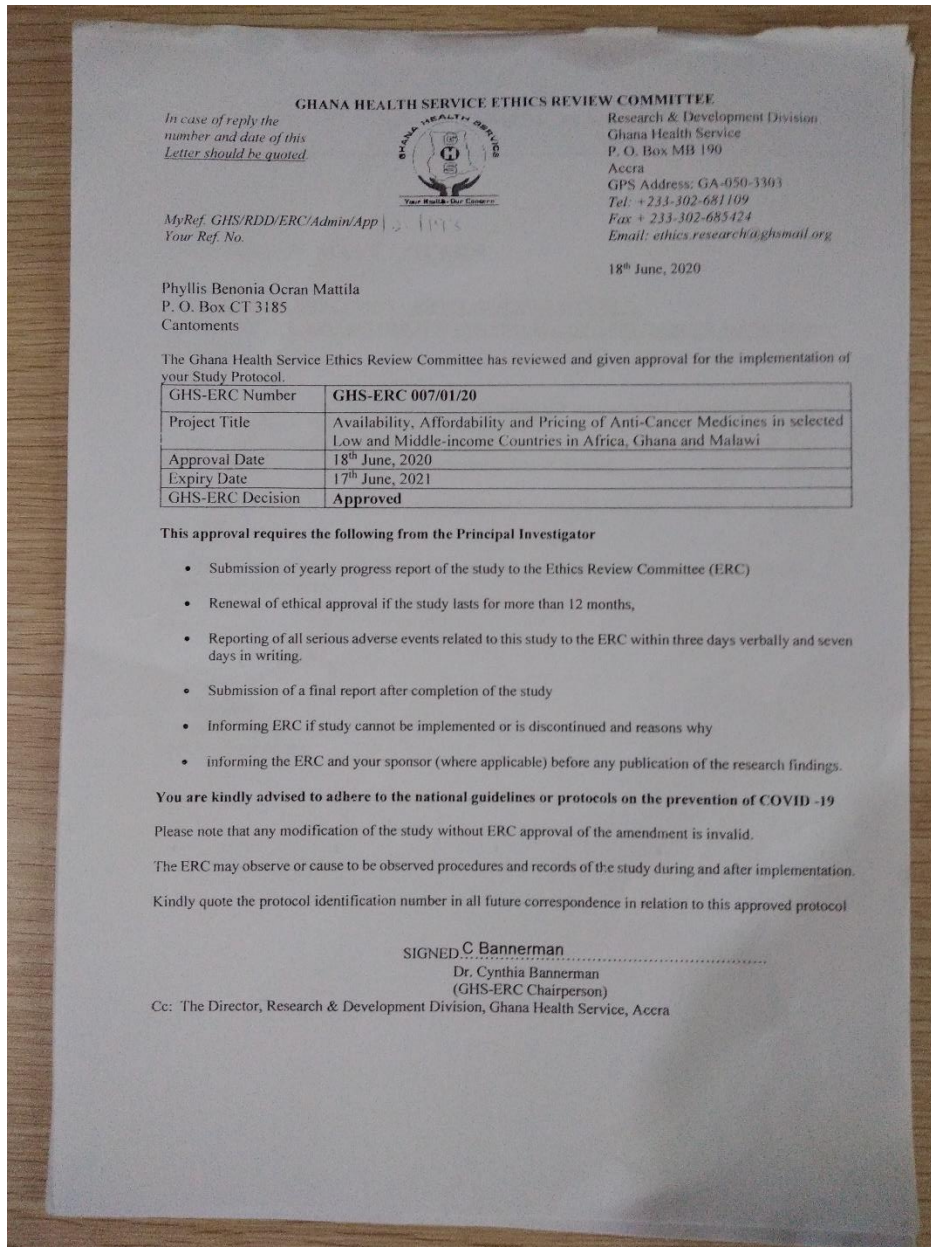 GHANA HEALTH SERVICE ETHICS REVIEW COMMITTEE
In case of reply the
number and date of this
Letter should be quoted.
GHANA HEALTH SERVICE
G
H
S
Your Health - Our Concern
MyRef. GHS/RDD/ERC/Admin/App
Your Ref. No.
Research & Development Division
Ghana Health Service
P. O. Box MB 190
Accra
GPS Address: GA-050-3303
Tel: +233-302-681109
Fax + 233-302-685424
Email: ethics.research@ghsmail.org
18th June, 2020
Phyllis Benonia Ocran Mattila
P. O. Box CT 3185
Cantoments
The Ghana Health Service Ethics Review Committee has reviewed and given approval for the implementation of
your Study Protocol.
GHS-ERC Number GHS-ERC 007/01/20
Project Title Availability, Affordability and Pricing of Anti-Cancer Medicines in selected
Low and Middle-income Countries in Africa, Ghana and Malawi
Approval Date 18th June, 2020
Expiry Date 17th June, 2021
GHS-ERC Decision Approved
This approval requires the following from the Principal Investigator
• Submission of yearly progress report of the study to the Ethics Review Committee (ERC)
• Renewal of ethical approval if the study lasts for more than 12 months,
• Reporting of all serious adverse events related to this study to the ERC within three days verbally and seven
days in writing.
• Submission of a final report after completion of the study
• Informing ERC if study cannot be implemented or is discontinued and reasons why
• informing the ERC and your sponsor (where applicable) before any publication of the research findings.
You are kindly advised to adhere to the national guidelines or protocols on the prevention of COVID -19
Please note that any modification of the study without ERC approval of the amendment is invalid.
The ERC may observe or cause to be observed procedures and records of the study during and after implementation.
Kindly quote the protocol identification number in all future correspondence in relation to this approved protocol
SIGNED C Bannerman
Dr. Cynthia Bannerman
(GHS-ERC Chairperson)
Cc: The Director, Research & Development Division, Ghana Health Service, Accra